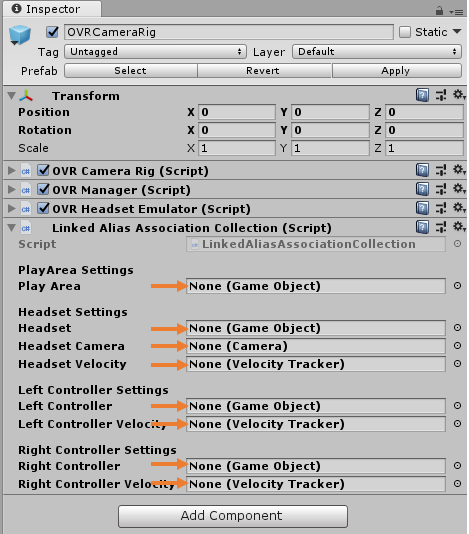 Inspector
OVRCameraRig Static
Tag Untagged Layer Default
Prefab Select Revert Apply
Transform
Position X 0 Y 0 Z 0
Rotation X 0 Y 0 Z 0
Scale X 1 Y 1 Z 1
OVR Camera Rig (Script)
OVR Manager (Script)
OVR Headset Emulator (Script)
Linked Alias Association Collection (Script)
Script LinkedAliasAssociationCollection
PlayArea Settings
Play Area None (Game Object)
Headset Settings
Headset None (Game Object)
Headset Camera None (Camera)
Headset Velocity None (Velocity Tracker)
Left Controller Settings
Left Controller None (Game Object)
Left Controller Velocity None (Velocity Tracker)
Right Controller Settings
Right Controller None (Game Object)
Right Controller Velocity None (Velocity Tracker)
Add Component